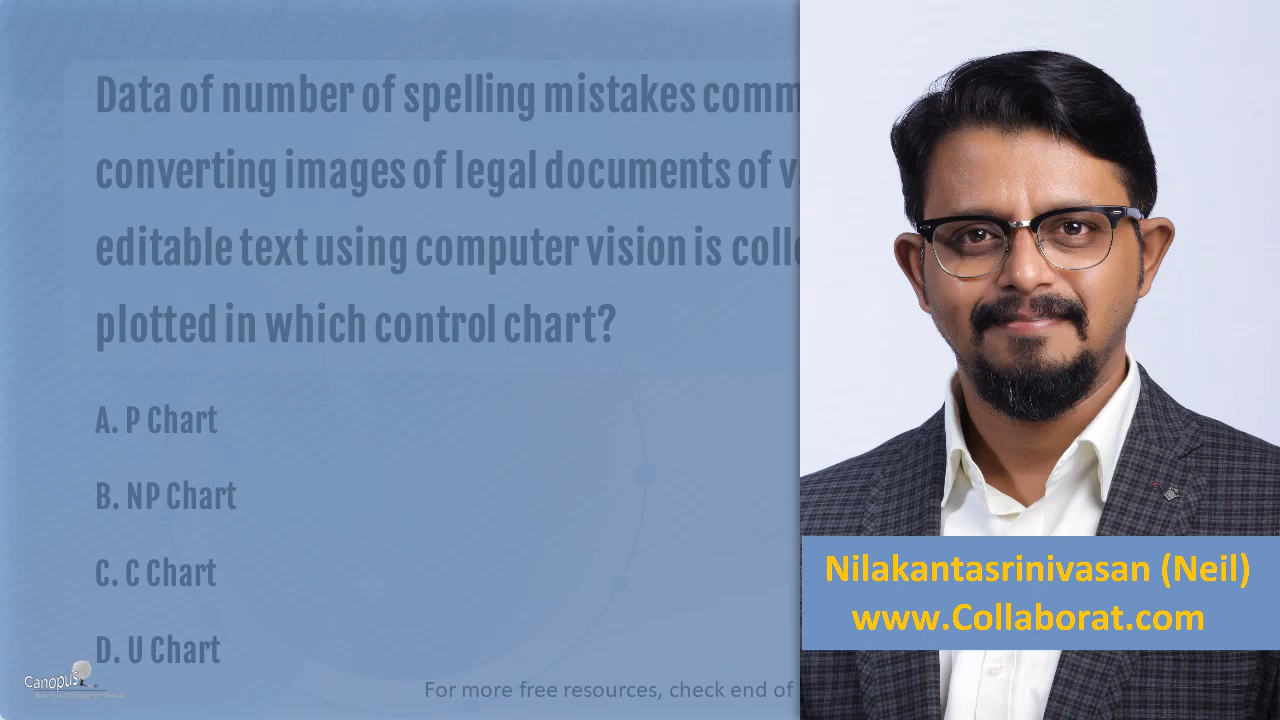 Data of number of spelling mistakes comm
converting images of legal documents of v
editable text using computer vision is colle
plotted in which control chart?
A. P Chart
B. NP Chart
C. C Chart
D. U Chart
Canopus
For more free resources, check end of
Nilakantasrinivasan (Neil)
www.Collaborat.com